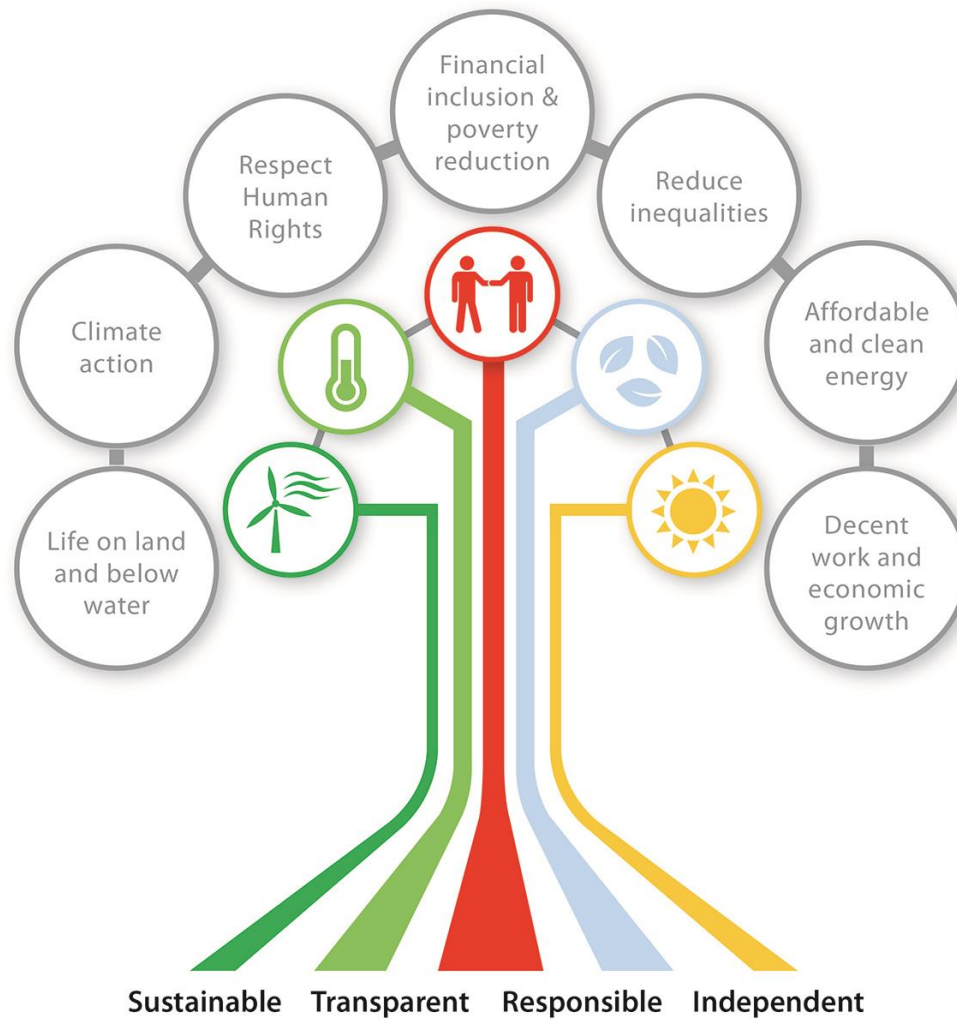 Financial
inclusion &
poverty
reduction
Respect
Human
Rights
Reduce
inequalities
Climate
action
Affordable
and clean
energy
Life on land
and below
water
Decent
work and
economic
growth
Sustainable Transparent Responsible Independent